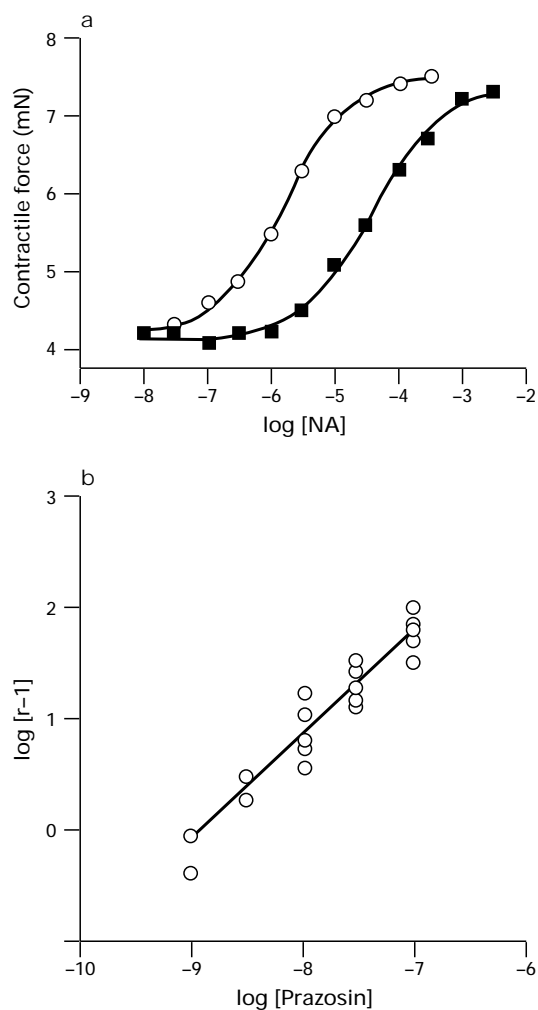 a
8
7
6
5
4
Contractile force (mN)
–9 –8 –7 –6 –5 –4 –3 –2
log [NA]
b
3
2
1
0
log [r–1]
–10 –9 –8 –7 –6
log [Prazosin]